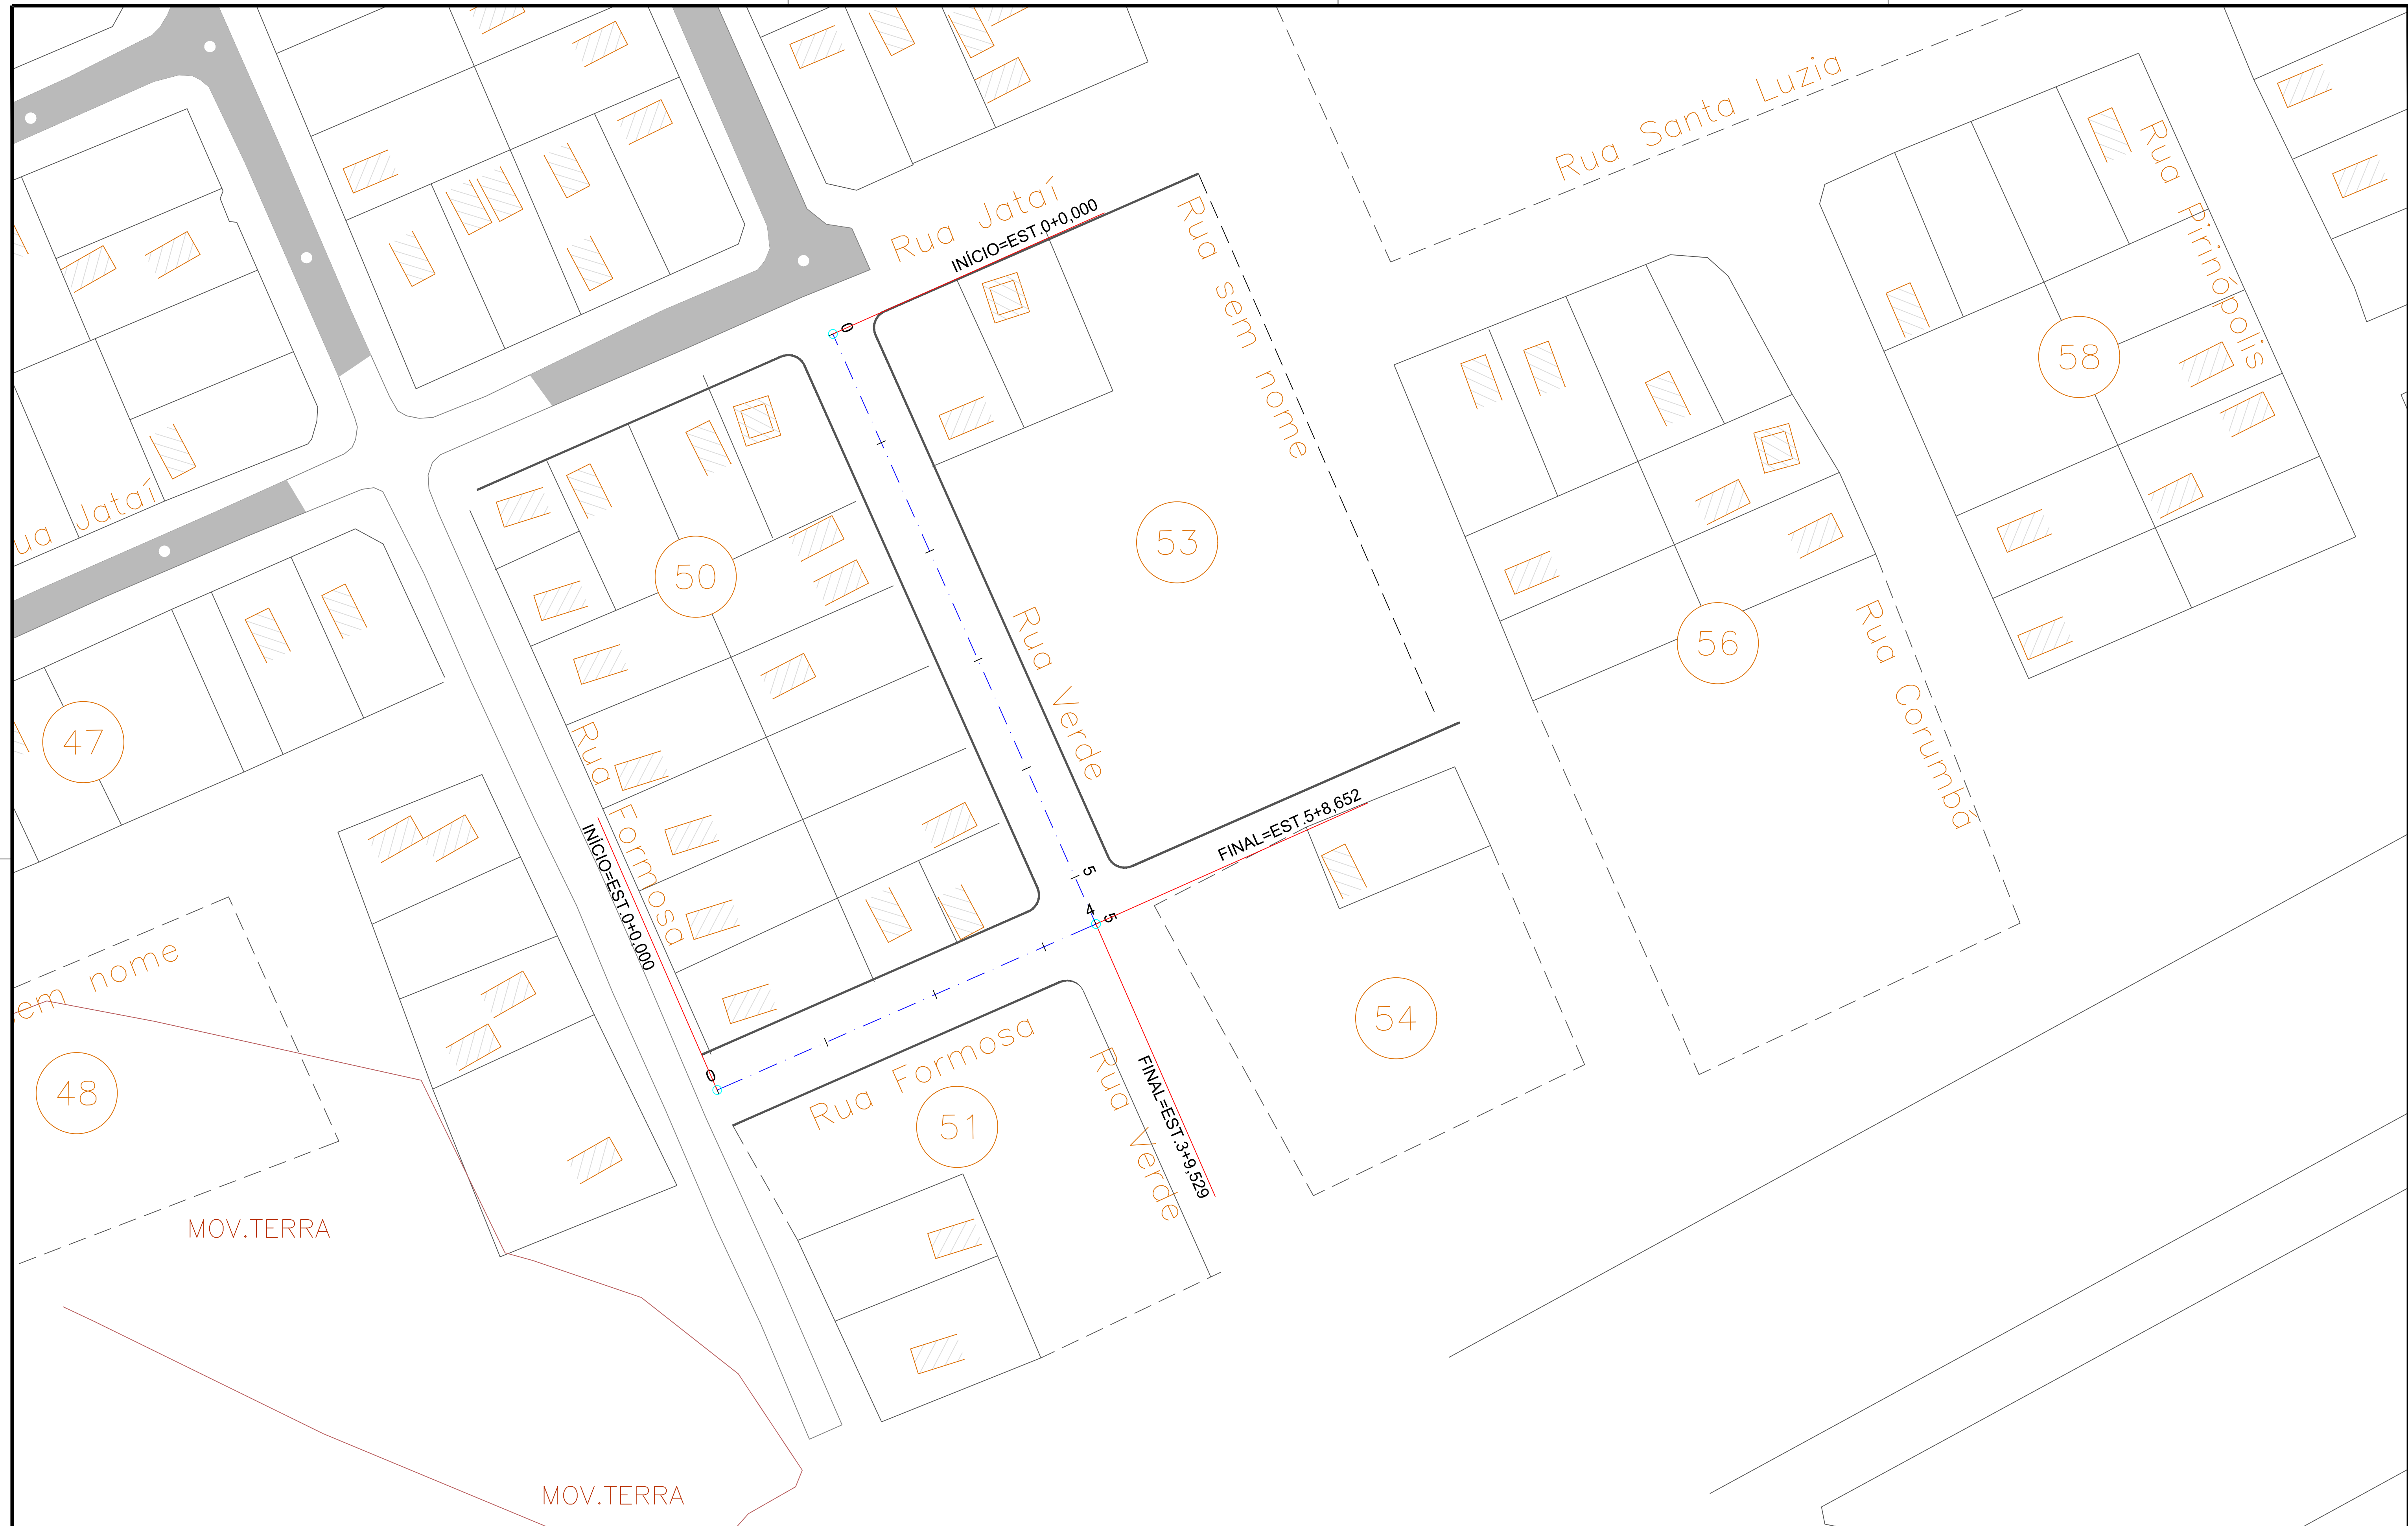 Rua Santa Luzia
Rua Jataí
INÍCIO=EST.0+0,000
Rua sem nome
Rua Pirinópolis
0
58
Jataí
53
50
56
Rua Verde
Rua Corumbá
47
Rua Formosa
INÍCIO=EST.0+0,000
FINAL=EST.5+8,652
5
4
5
nome
54
48
0
Rua Formosa
51
Rua Verde
FINAL=EST.3+9,529
MOV.TERRA
MOV.TERRA